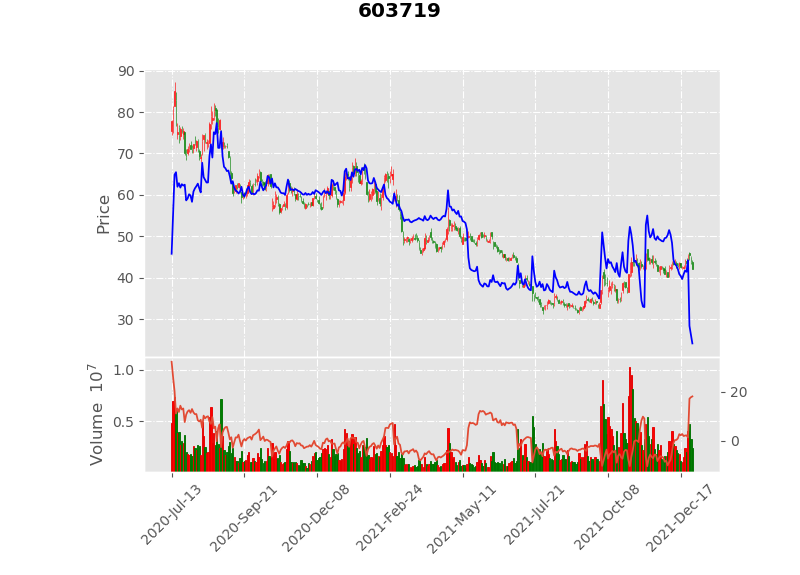 603719
90
80
70
60
50
40
30
Price
1.0
0.5
Volume 10^7
20
0
2020-Jul-13
2020-Sep-21
2020-Dec-08
2021-Feb-24
2021-May-11
2021-Jul-21
2021-Oct-08
2021-Dec-17